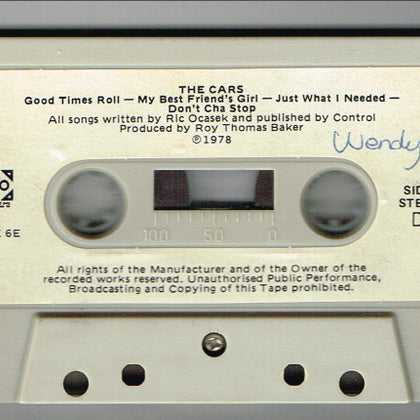 THE CARS
Good Times Roll — My Best Friend's Girl — Just What I Needed —
Don't Cha Stop
All songs written by Ric Ocasek and published by Control
Produced by Roy Thomas Baker
℗1978
Wendy
STE
6E
100 50 0
All rights of the Manufacturer and of the Owner of the
recorded works reserved. Unauthorised Public Performance,
Broadcasting and Copying of this Tape prohibited.